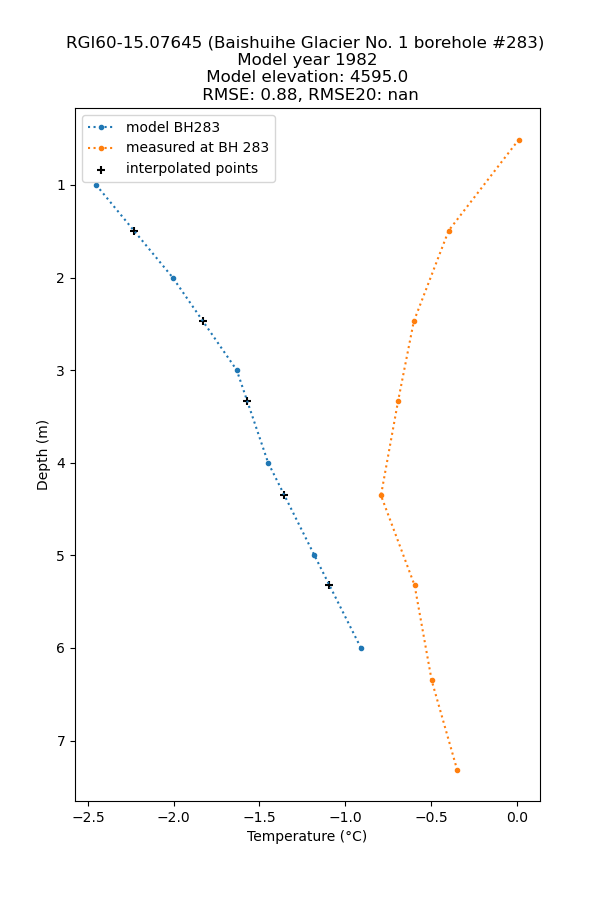 RGI60-15.07645 (Baishuihe Glacier No. 1 borehole #283)
Model year 1982
Model elevation: 4595.0
RMSE: 0.88, RMSE20: nan
model BH283
measured at BH 283
interpolated points
1
2
3
4
5
6
7
Depth (m)
−2.5 −2.0 −1.5 −1.0 −0.5 0.0
Temperature (°C)